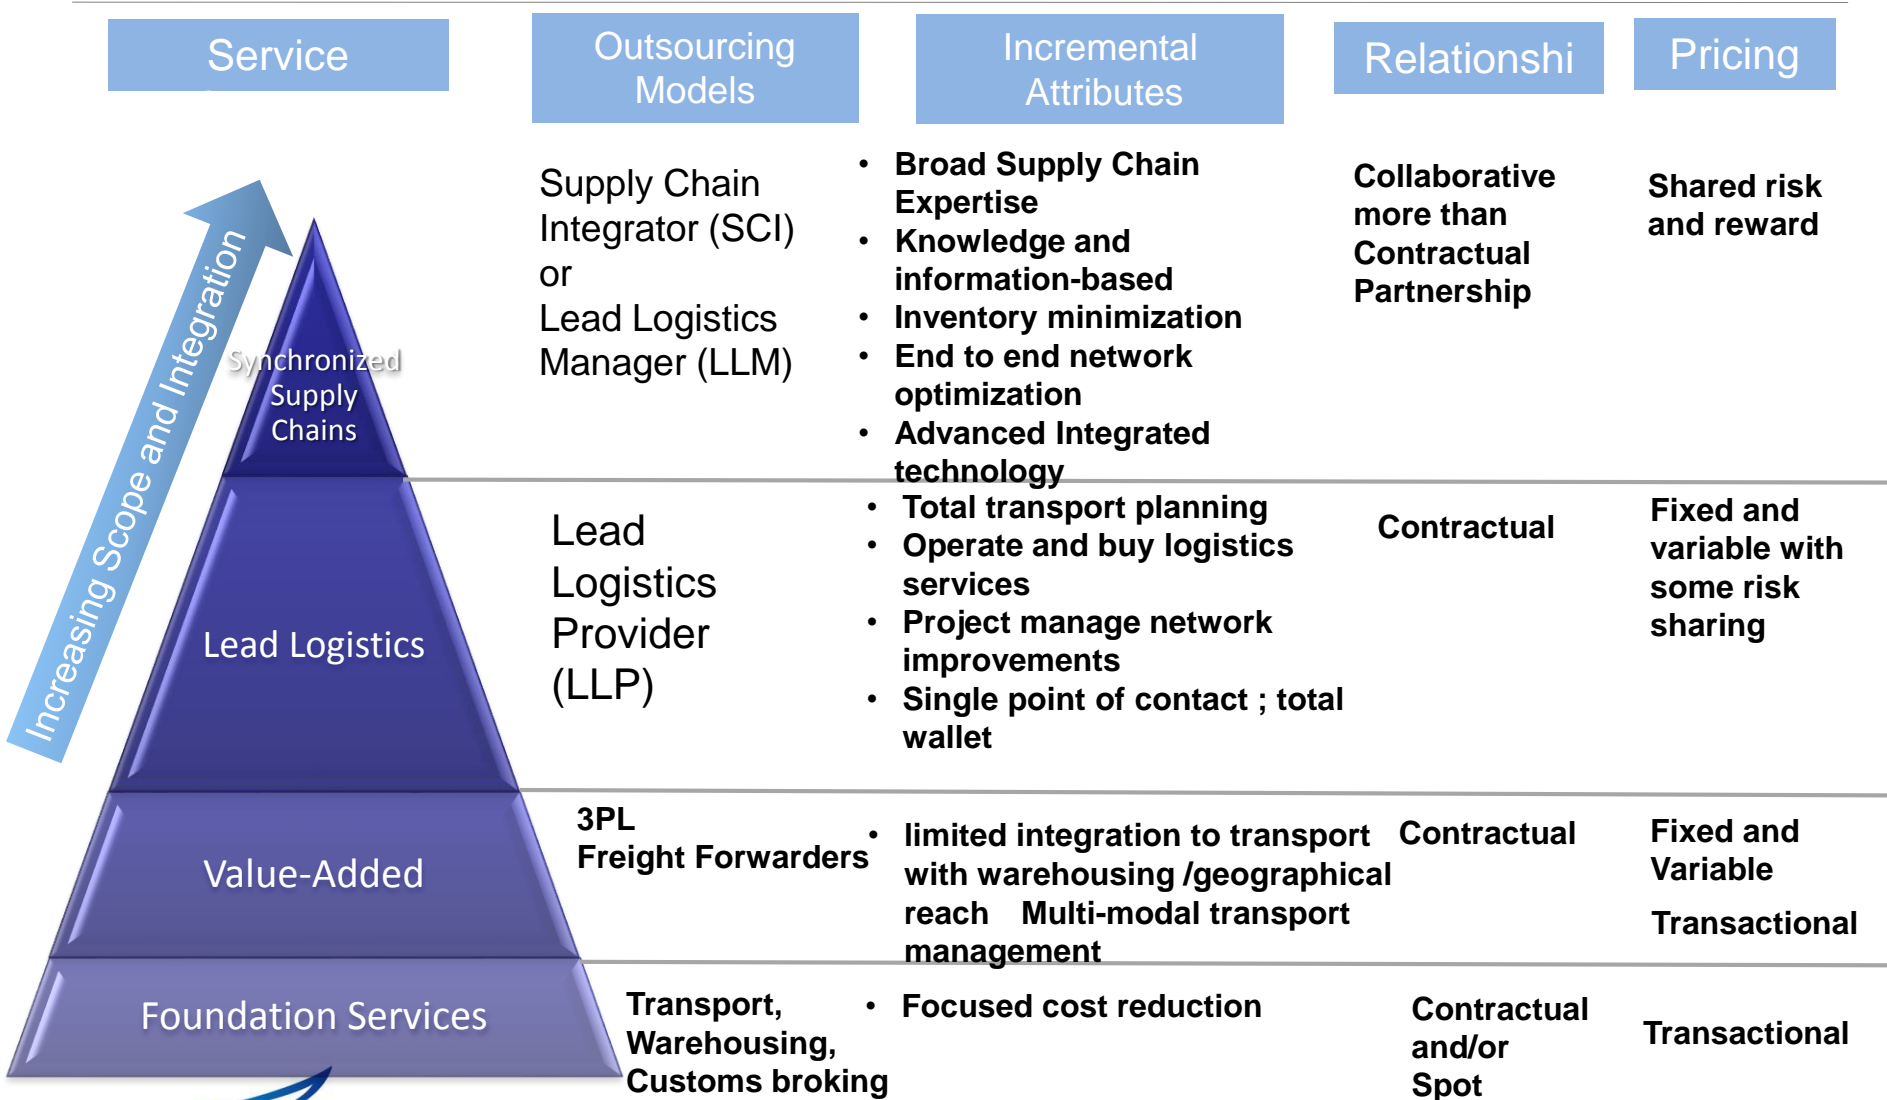 Service
Outsourcing
Models
Incremental
Attributes
Relationshi
Pricing
Increasing Scope and Integration
Synchronized
Supply
Chains
Supply Chain
Integrator (SCI)
or
Lead Logistics
Manager (LLM)
• Broad Supply Chain
Expertise
• Knowledge and
information-based
• Inventory minimization
• End to end network
optimization
• Advanced Integrated
technology
Collaborative
more than
Contractual
Partnership
Shared risk
and reward
Lead Logistics
Lead
Logistics
Provider
(LLP)
• Total transport planning
• Operate and buy logistics
services
• Project manage network
improvements
• Single point of contact ; total
wallet
Contractual
Fixed and
variable with
some risk
sharing
Value-Added
3PL
Freight Forwarders
• limited integration to transport
with warehousing /geographical
reach Multi-modal transport
management
Contractual
Fixed and
Variable
Transactional
Foundation Services
Transport,
Warehousing,
Customs broking
• Focused cost reduction
Contractual
and/or
Spot
Transactional